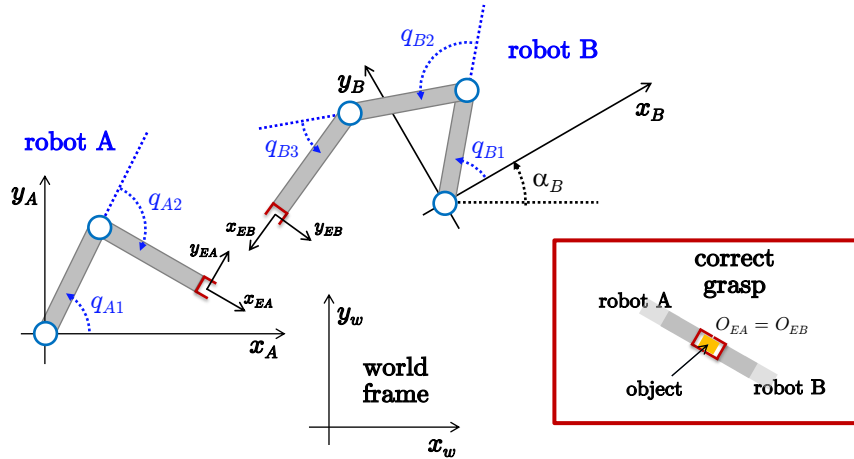 q_{B2}
robot B
y_B
x_B
robot A
q_{B3}
q_{B1}
α_B
y_A
q_{A2}
x_{EB}
y_{EB}
y_{EA}
q_{A1}
x_{EA}
x_A
y_w
world
frame
x_w
correct
grasp
robot A
O_{EA} = O_{EB}
object
robot B